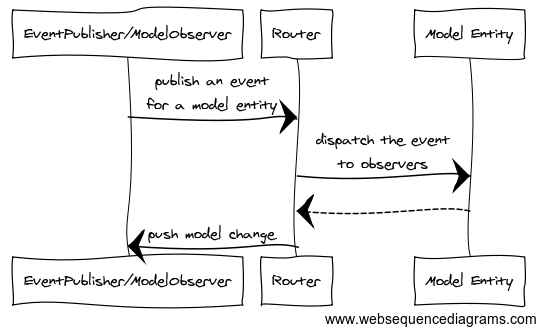 EventPublisher/ModelObserver
Router
Model Entity
publish an event
for a model entity
dispatch the event
to observers
push model change
EventPublisher/ModelObserver
Router
Model Entity
www.websequencediagrams.com